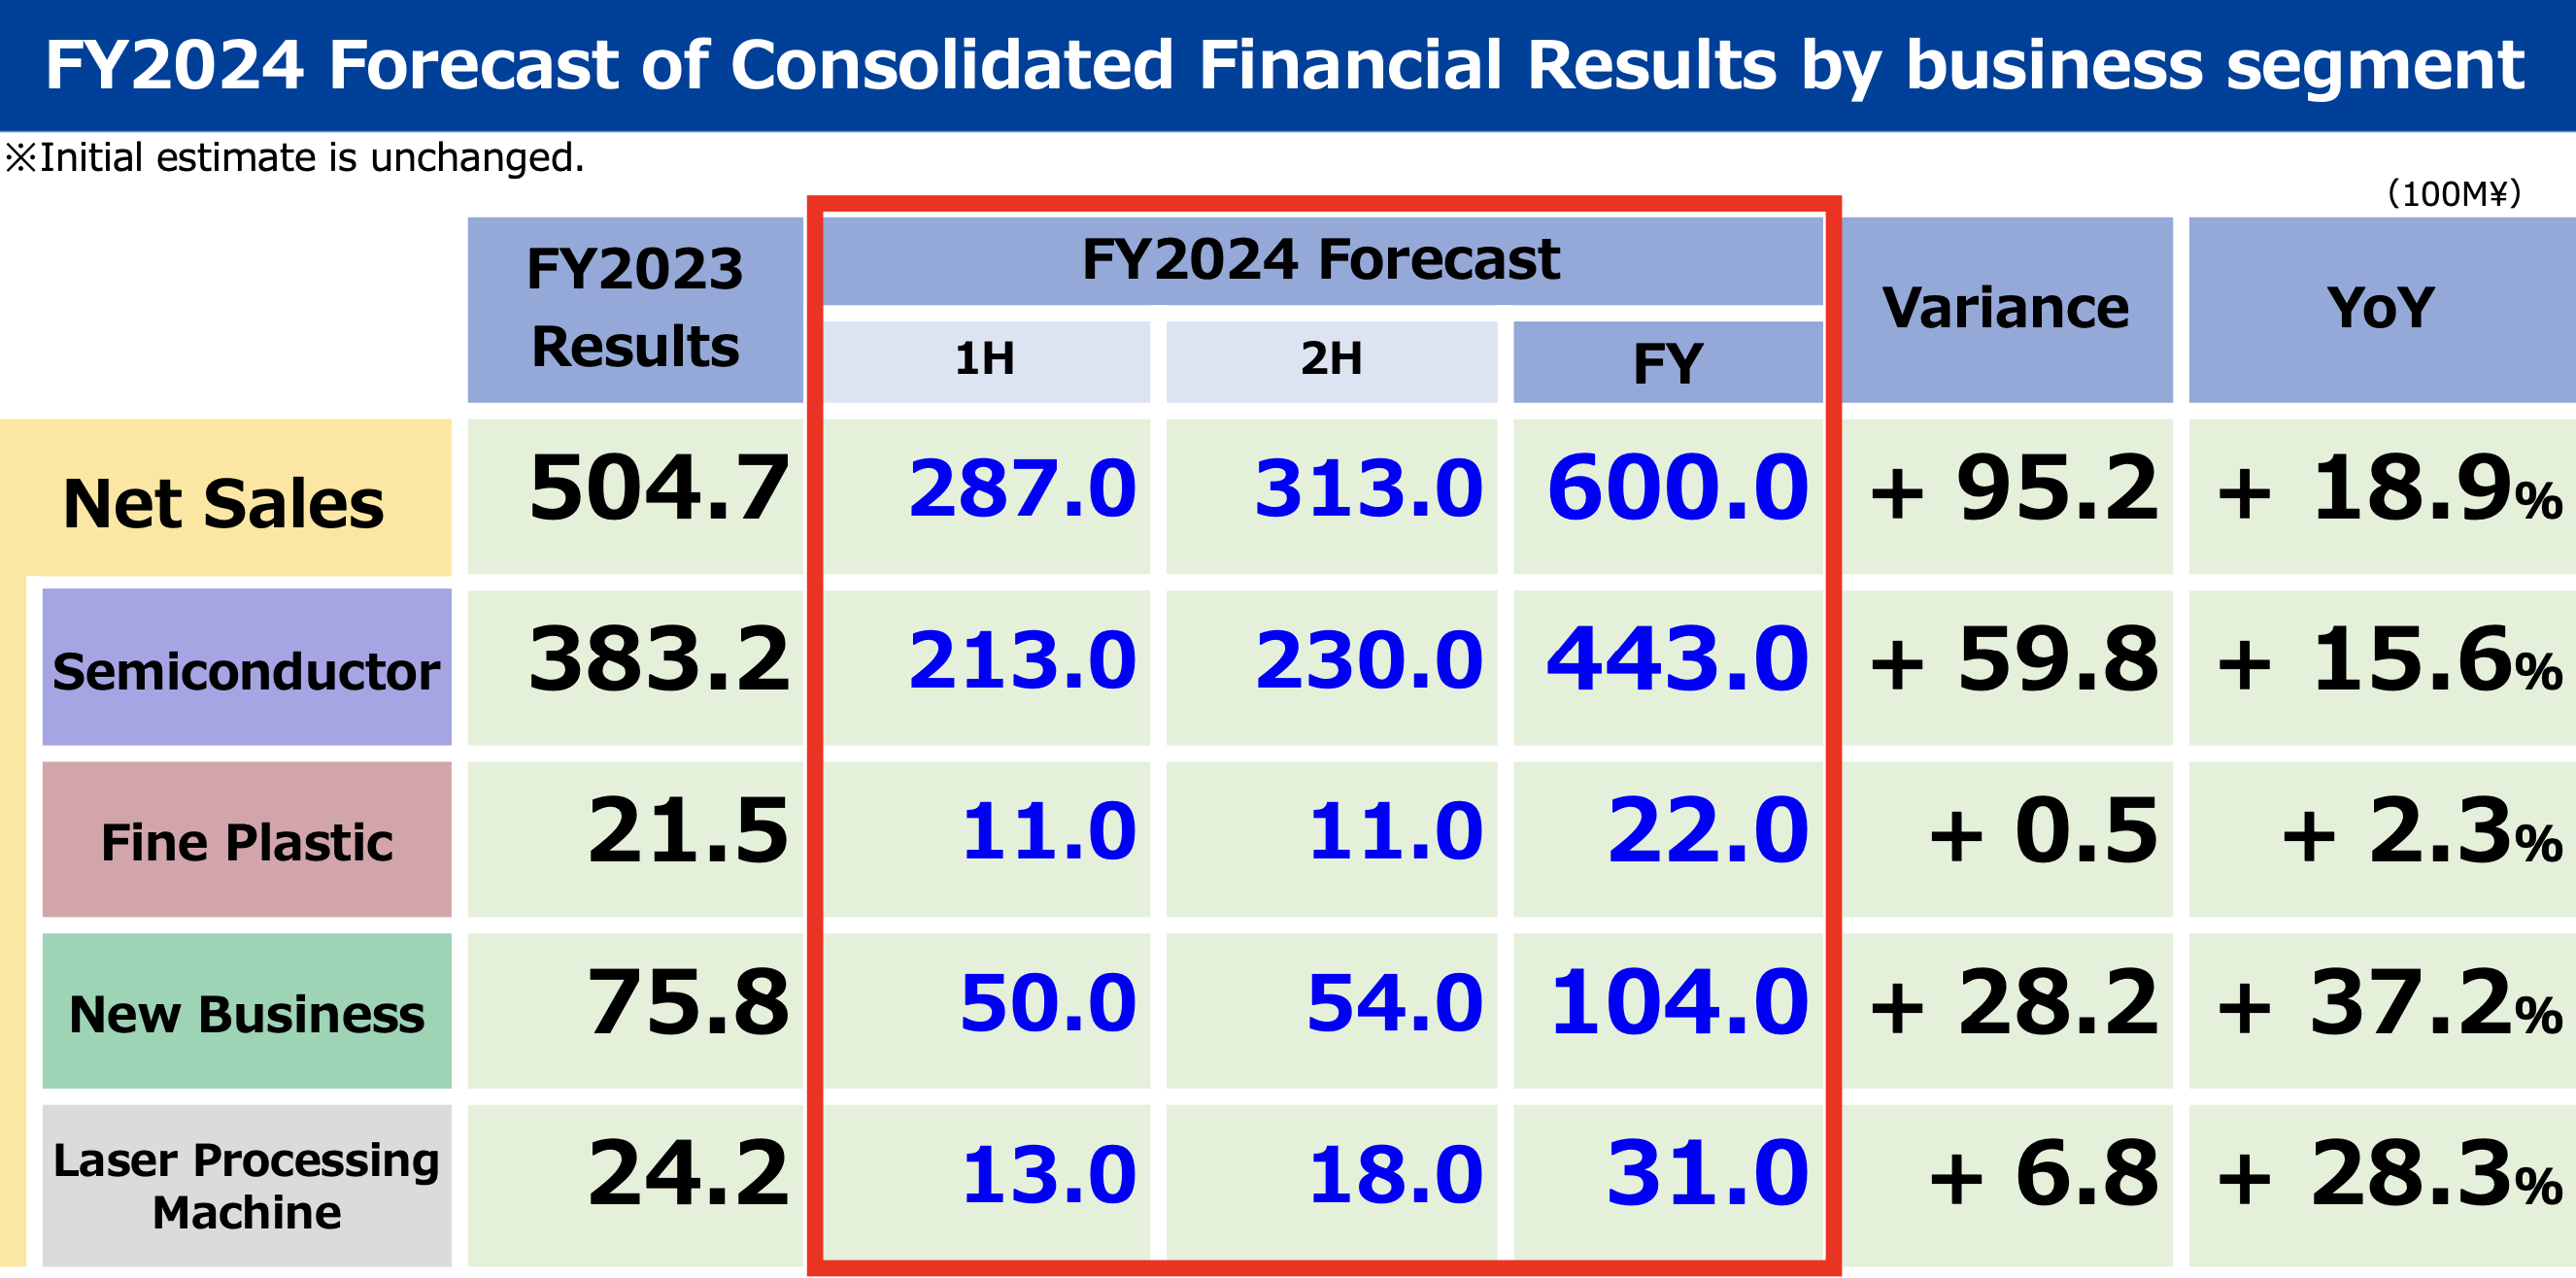 FY2024 Forecast of Consolidated Financial Results by business segment
※Initial estimate is unchanged.
(100M¥)
FY2023 Results
FY2024 Forecast
1H 2H FY
Variance
YoY
Net Sales 504.7 287.0 313.0 600.0 + 95.2 + 18.9%
Semiconductor 383.2 213.0 230.0 443.0 + 59.8 + 15.6%
Fine Plastic 21.5 11.0 11.0 22.0 + 0.5 + 2.3%
New Business 75.8 50.0 54.0 104.0 + 28.2 + 37.2%
Laser Processing Machine 24.2 13.0 18.0 31.0 + 6.8 + 28.3%